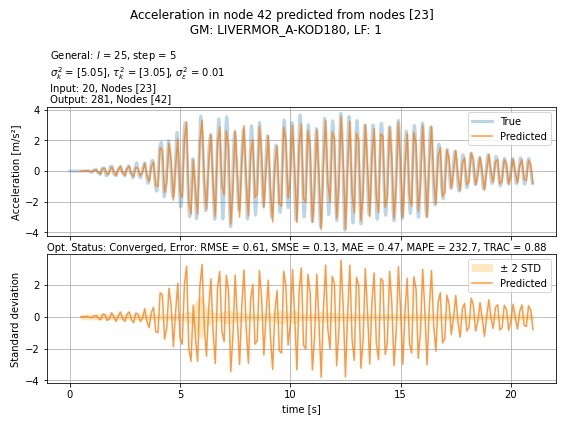 Acceleration in node 42 predicted from nodes [23]
GM: LIVERMOR_A-KOD180, LF: 1
General: l = 25, step = 5
σ²ₖ = [5.05], τ²ₖ = [3.05], σ²ε = 0.01
Input: 20, Nodes [23]
Output: 281, Nodes [42]
Acceleration [m/s²]
4
2
0
−2
−4
True
Predicted
Opt. Status: Converged, Error: RMSE = 0.61, SMSE = 0.13, MAE = 0.47, MAPE = 232.7, TRAC = 0.88
Standard deviation
2
0
−2
−4
± 2 STD
Predicted
0
5
10
15
20
time [s]